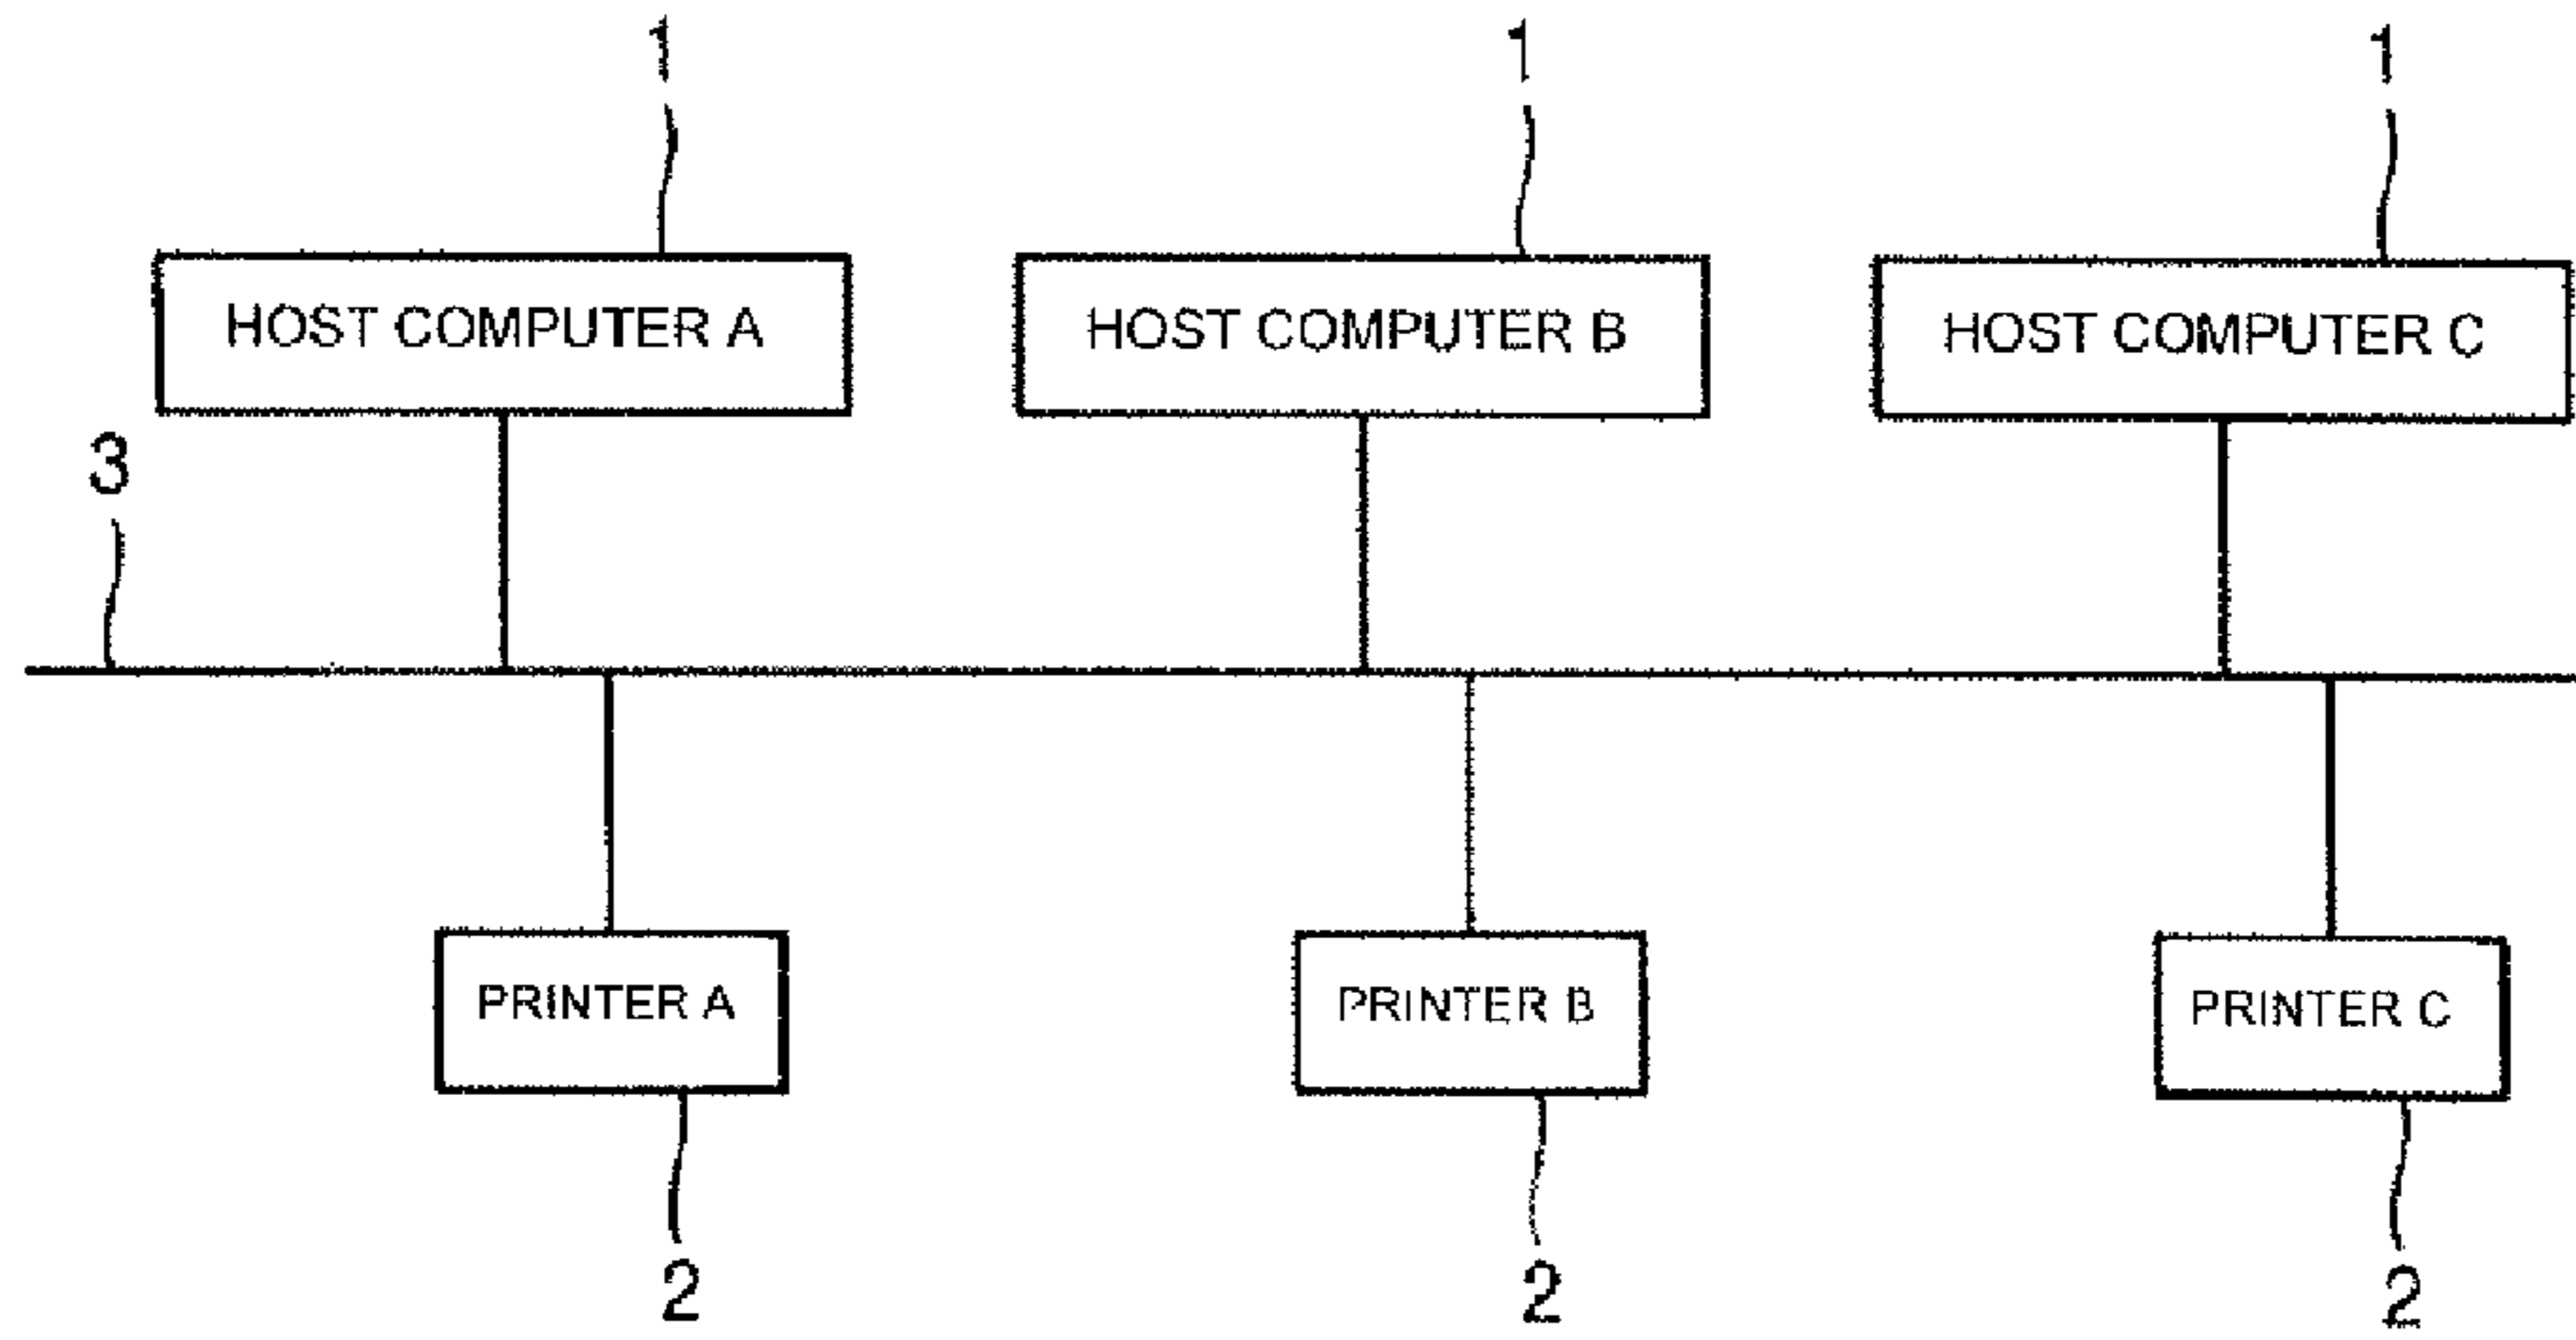 1 1 1
HOST COMPUTER A HOST COMPUTER B HOST COMPUTER C
3
PRINTER A PRINTER B PRINTER C
2 2 2